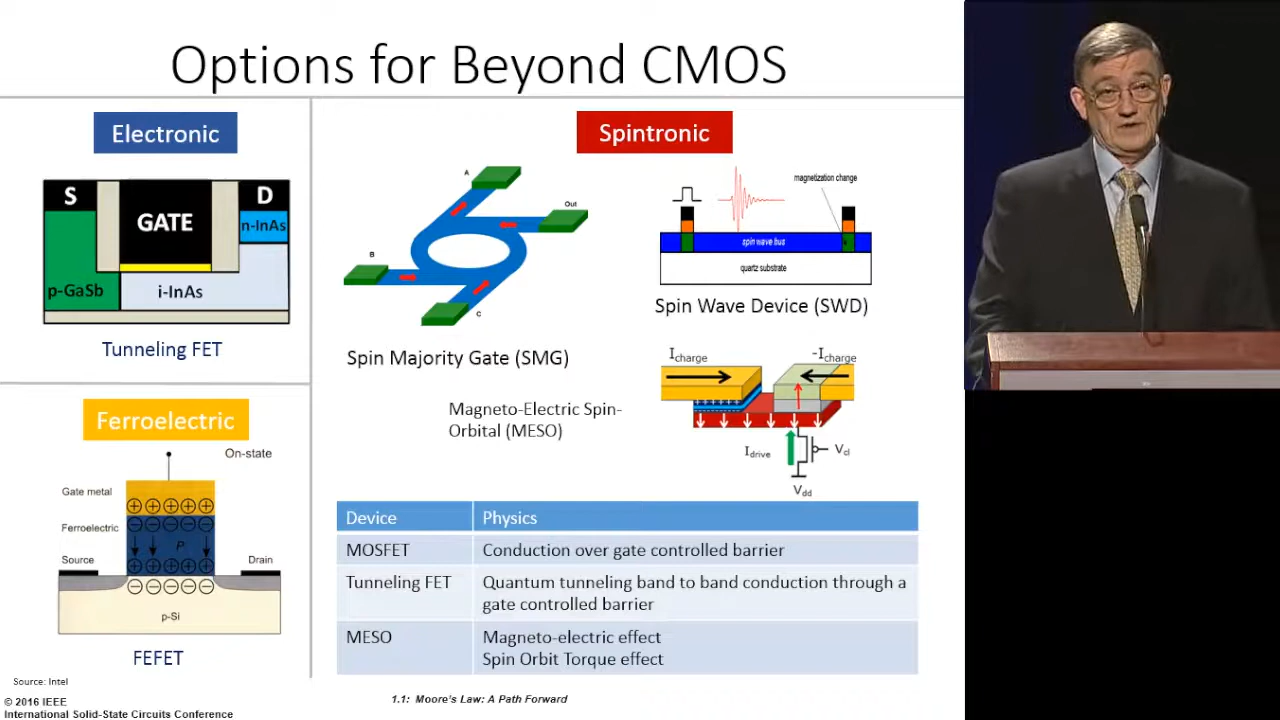 Options for Beyond CMOS
Electronic
S
D
GATE
n-InAs
p-GaSb
i-InAs
Tunneling FET
Ferroelectric
On-state
Gate metal
Ferroelectric
P
Source
Drain
p-Si
FEFET
Spintronic
A
Out
B
C
Spin Majority Gate (SMG)
magnetization change
spin wave bus
quartz substrate
Spin Wave Device (SWD)
Magneto-Electric Spin-
Orbital (MESO)
Icharge
-Icharge
Idrive
Vcl
Vdd
Device Physics
MOSFET Conduction over gate controlled barrier
Tunneling FET Quantum tunneling band to band conduction through a
gate controlled barrier
MESO Magneto-electric effect
Spin Orbit Torque effect
Source: Intel
© 2016 IEEE
International Solid-State Circuits Conference
1.1: Moore's Law: A Path Forward